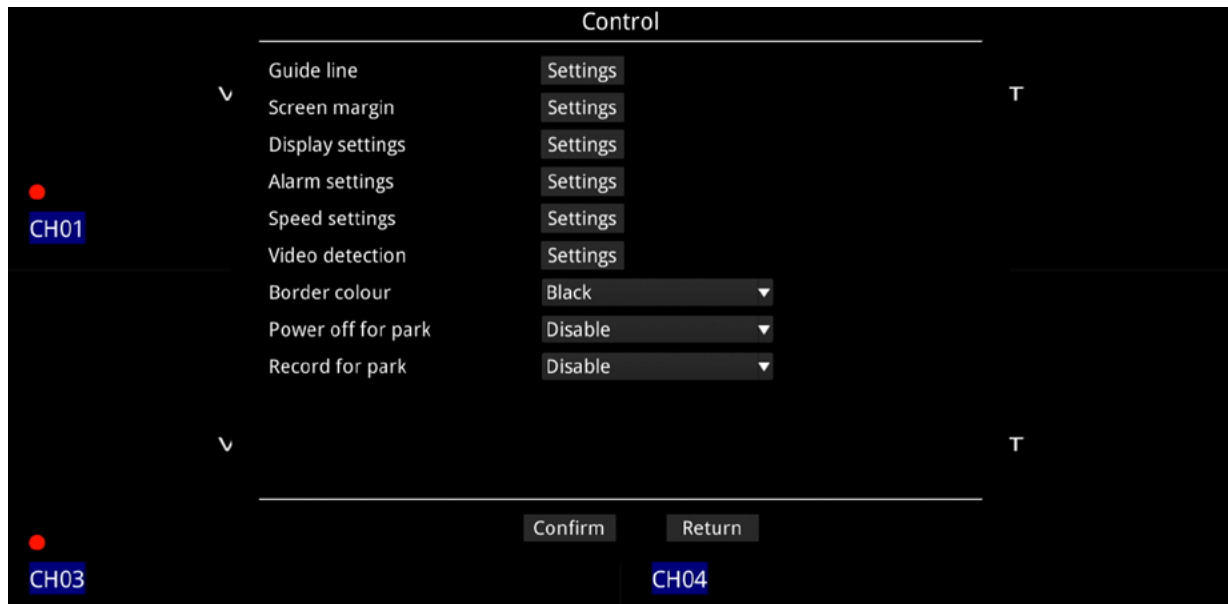 Control
Guide line Settings
Screen margin Settings
Display settings Settings
Alarm settings Settings
Speed settings Settings
Video detection Settings
Border colour Black
Power off for park Disable
Record for park Disable
Confirm Return
CH01
CH03
CH04